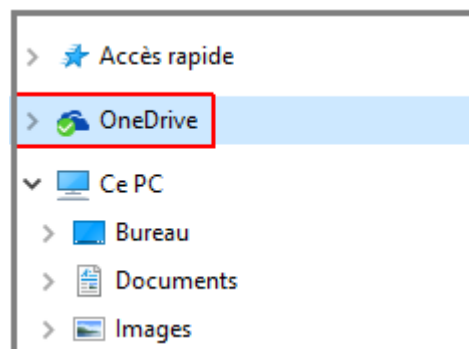 Accès rapide
OneDrive
Ce PC
Bureau
Documents
Images